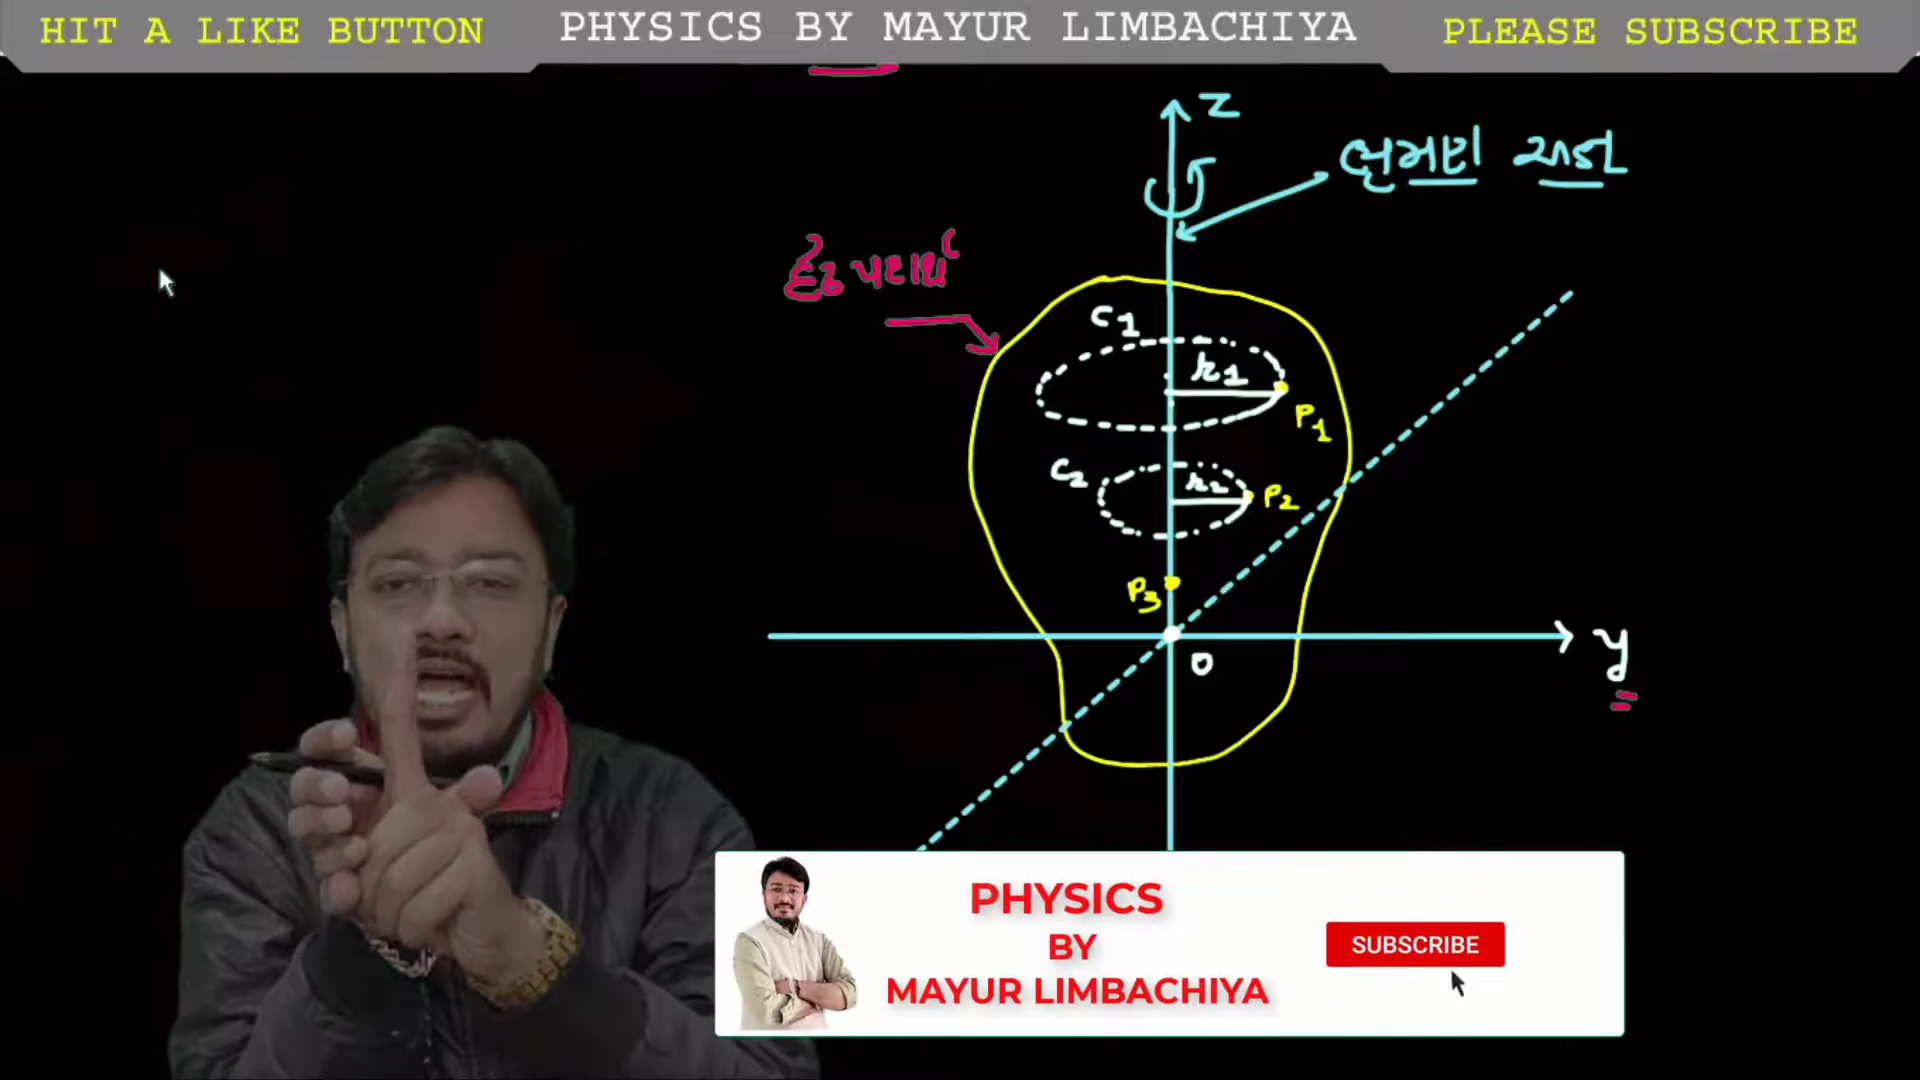 HIT A LIKE BUTTON
PHYSICS BY MAYUR LIMBACHIYA
PLEASE SUBSCRIBE
z
ભ્રમણ અક્ષ
દૃઢ પદાર્થ
C1
r1
P1
C2
r2
P2
P3
O
y
PHYSICS
BY
MAYUR LIMBACHIYA
SUBSCRIBE